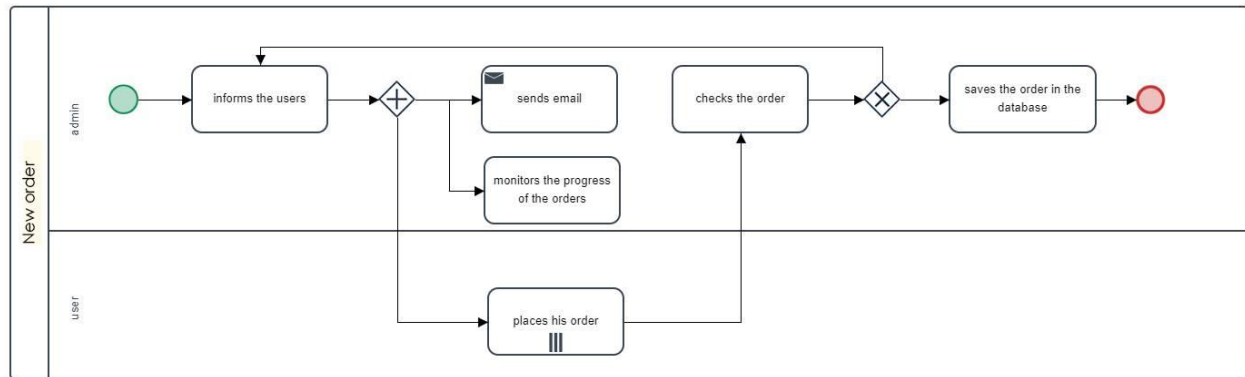 New order
admin
informs the users
sends email
monitors the progress
of the orders
checks the order
saves the order in the
database
user
places his order